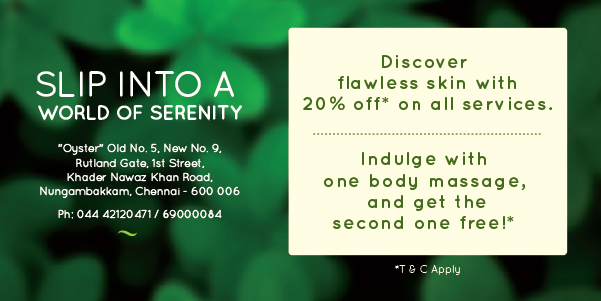 SLIP INTO A
WORLD OF SERENITY
"Oyster" Old No. 5, New No. 9,
Rutland Gate, 1st Street,
Khader Nawaz Khan Road,
Nungambakkam, Chennai - 600 006
Ph: 044 42120471 / 69000084
Discover
flawless skin with
20% off* on all services.
Indulge with
one body massage,
and get the
second one free!*
*T & C Apply